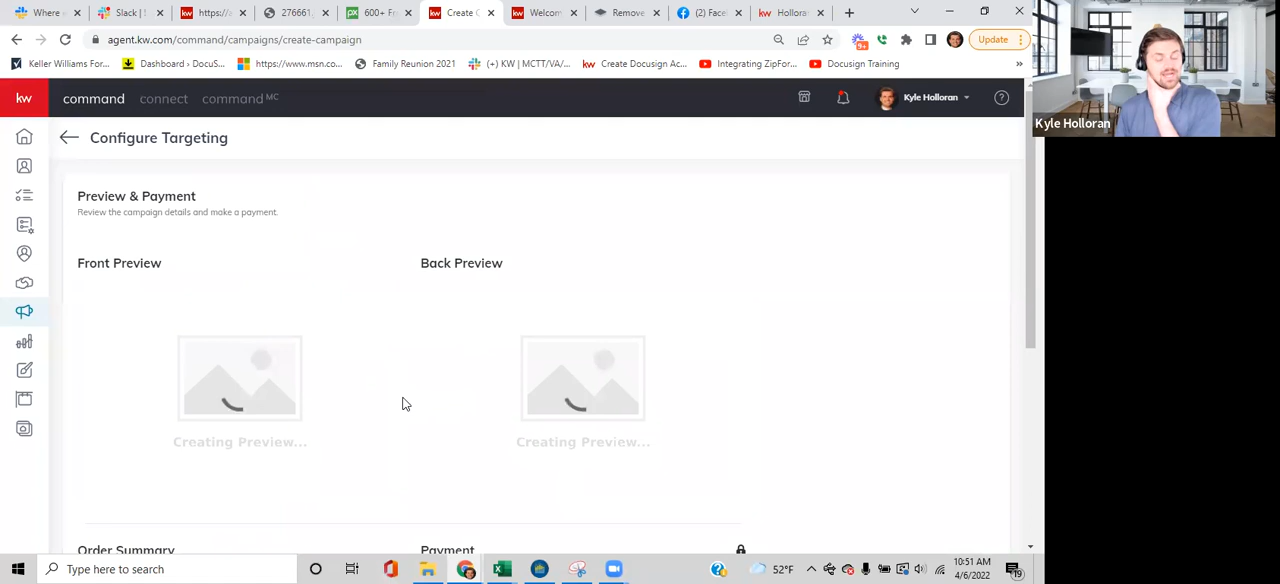 Where
Slack |
https://a
276661.
600+ Fr
Create C
Welcom
Remove
(2) Face
Hollora
agent.kw.com/command/campaigns/create-campaign
9+
Update
Keller Williams For...
Dashboard › DocuS...
https://www.msn.co...
Family Reunion 2021
(+) KW | MCTT/VA/...
Create Docusign Ac...
Integrating ZipFor...
Docusign Training
»
kw
command
connect
command MC
Kyle Holloran
Kyle Holloran
Configure Targeting
Preview & Payment
Review the campaign details and make a payment.
Front Preview
Back Preview
Creating Preview...
Creating Preview...
Order Summary
Payment
Type here to search
52°F
10:51 AM
4/6/2022
19